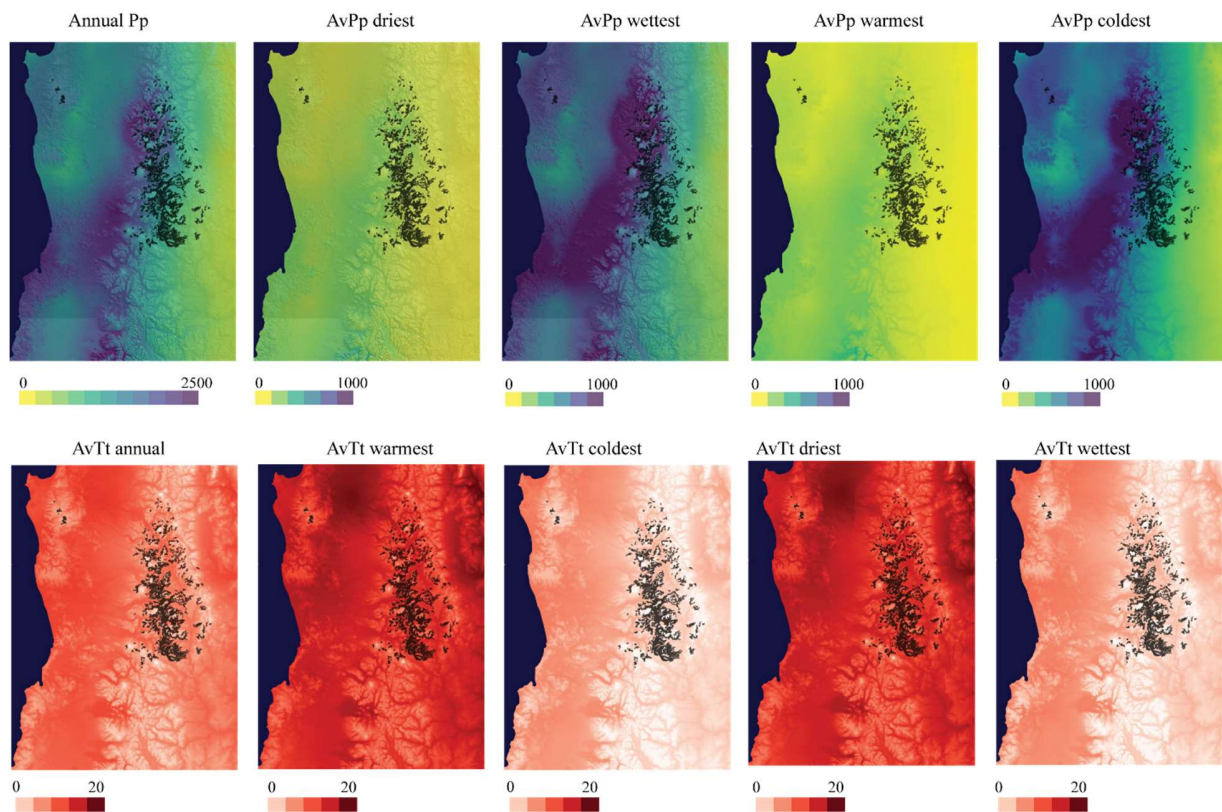 Annual Pp
AvPp driest
AvPp wettest
AvPp warmest
AvPp coldest
0 2500
0 1000
0 1000
0 1000
0 1000
AvTt annual
AvTt warmest
AvTt coldest
AvTt driest
AvTt wettest
0 20
0 20
0 20
0 20
0 20